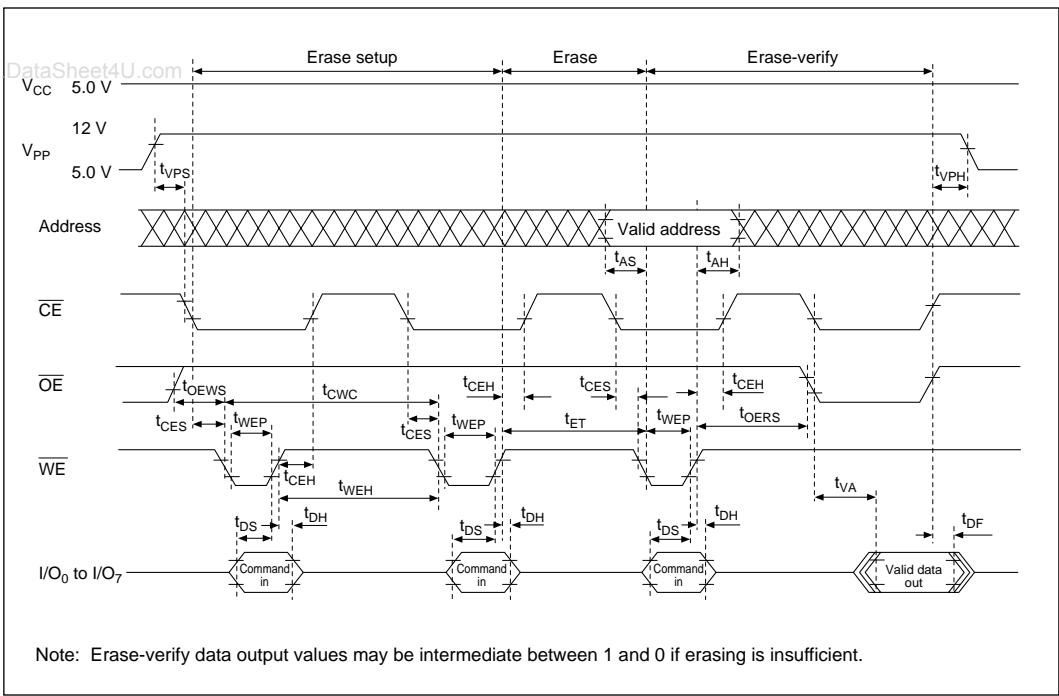 Erase setup Erase Erase-verify
DataSheet4U.com
VCC 5.0 V
12 V
VPP
5.0 V
tVPS tVPH
Address Valid address
tAS tAH
CE
OE
tOEWS tCWC tCEH tCES tCEH
tCES tWEP tCES tWEP tET tWEP tOERS
WE
tCEH
tWEH tVA
tDS tDH tDS tDH tDS tDH tDF
I/O0 to I/O7 Command in Command in Command in Valid data out
Note: Erase-verify data output values may be intermediate between 1 and 0 if erasing is insufficient.